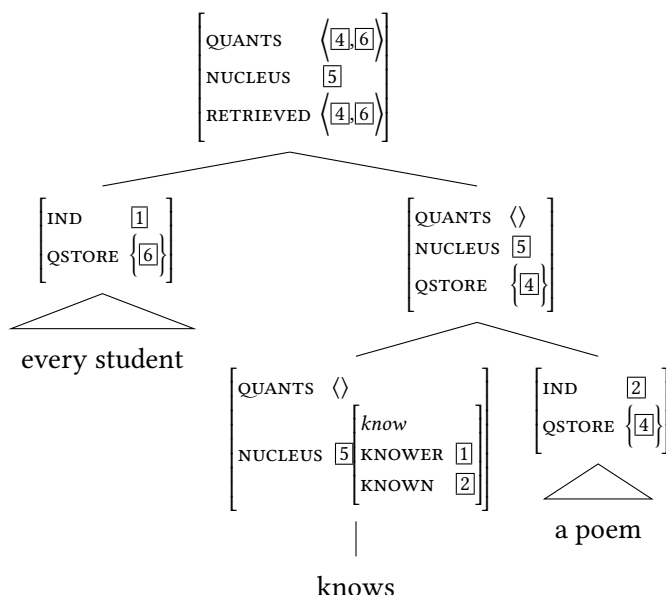 QUANTS ⟨4,6⟩
NUCLEUS 5
RETRIEVED ⟨4,6⟩
IND 1
QSTORE {6}
every student
QUANTS ⟨⟩
NUCLEUS 5
QSTORE {4}
QUANTS ⟨⟩
NUCLEUS 5
know
KNOWER 1
KNOWN 2
knows
IND 2
QSTORE {4}
a poem